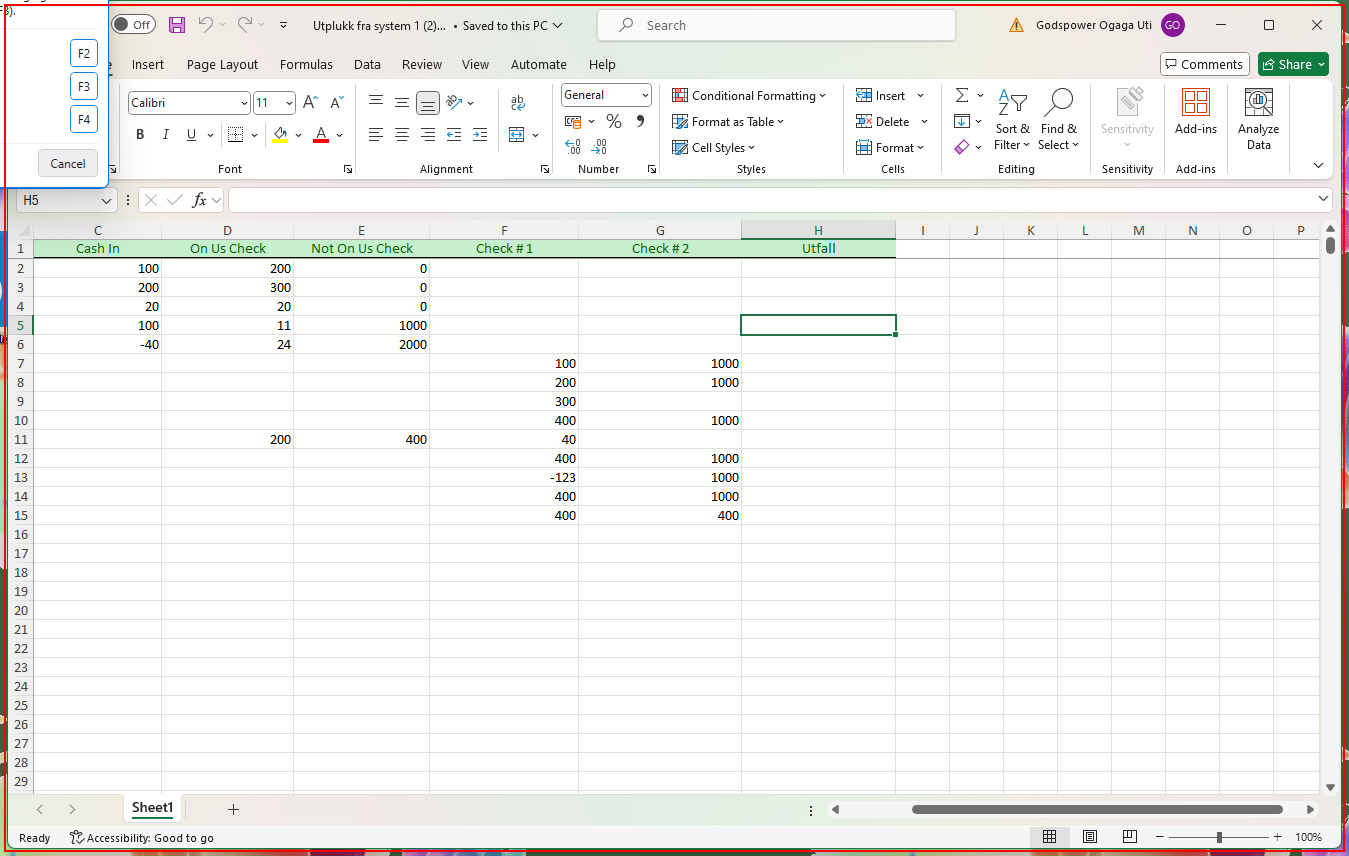 F3).
F2
F3
F4
Cancel
Off
Utplukk fra system 1 (2)... • Saved to this PC
Search
Godspower Ogaga Uti
GO
Insert Page Layout Formulas Data Review View Automate Help
Comments
Share
Calibri
11
A A
B I U A
Font
ab
Alignment
General
% 9
Number
Conditional Formatting
Format as Table
Cell Styles
Styles
Insert
Delete
Format
Cells
Sort & Filter
Find & Select
Editing
Sensitivity
Sensitivity
Add-ins
Add-ins
Analyze Data
H5
fx
C D E F G H I J K L M N O P
1 Cash In On Us Check Not On Us Check Check # 1 Check # 2 Utfall
2 100 200 0
3 200 300 0
4 20 20 0
5 100 11 1000
6 -40 24 2000
7 100 1000
8 200 1000
9 300
10 400 1000
11 200 400 40
12 400 1000
13 -123 1000
14 400 1000
15 400 400
16
17
18
19
20
21
22
23
24
25
26
27
28
29
Sheet1
Ready
Accessibility: Good to go
100%